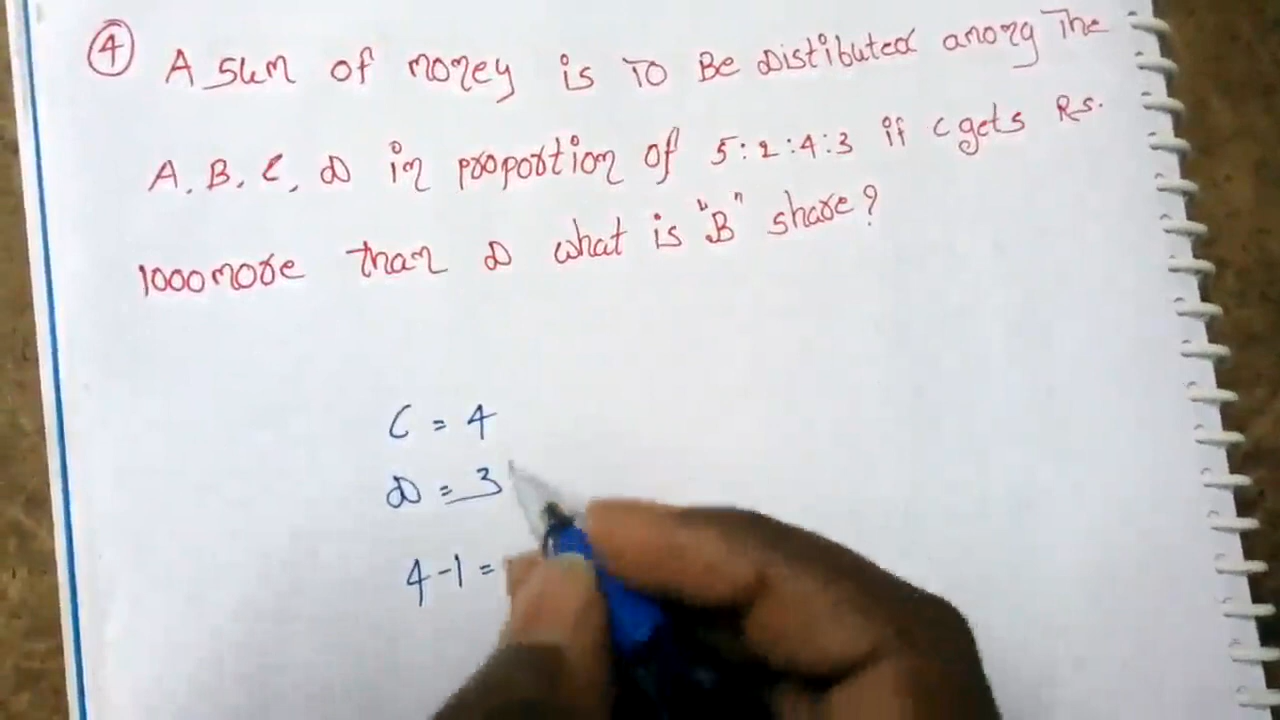 ④ A sum of money is To Be Distibuted among The
A. B. C, D in proportion of 5:2:4:3 if C gets Rs.
1000 more than D what is "B" share?
C = 4
D = 3
4-1 =